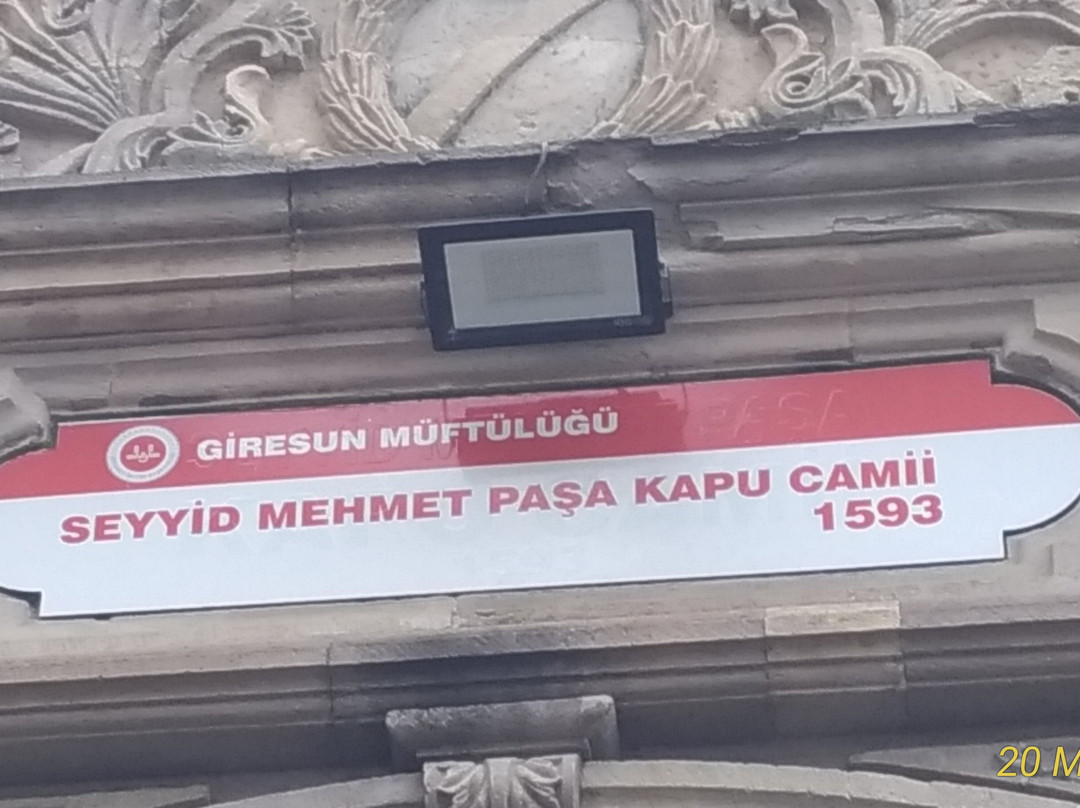 GİRESUN MÜFTÜLÜĞÜ
SEYYİD MEHMET PAŞA KAPU CAMİİ
1593
20 M